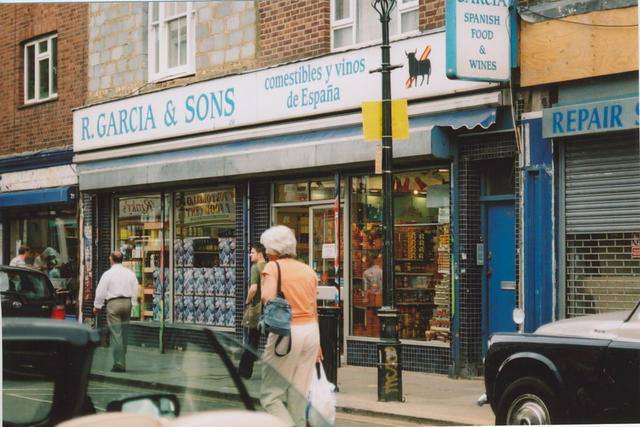 GARCIA
SPANISH
FOOD
&
WINES
R. GARCIA & SONS
comestibles y vinos
de España
REPAIR S